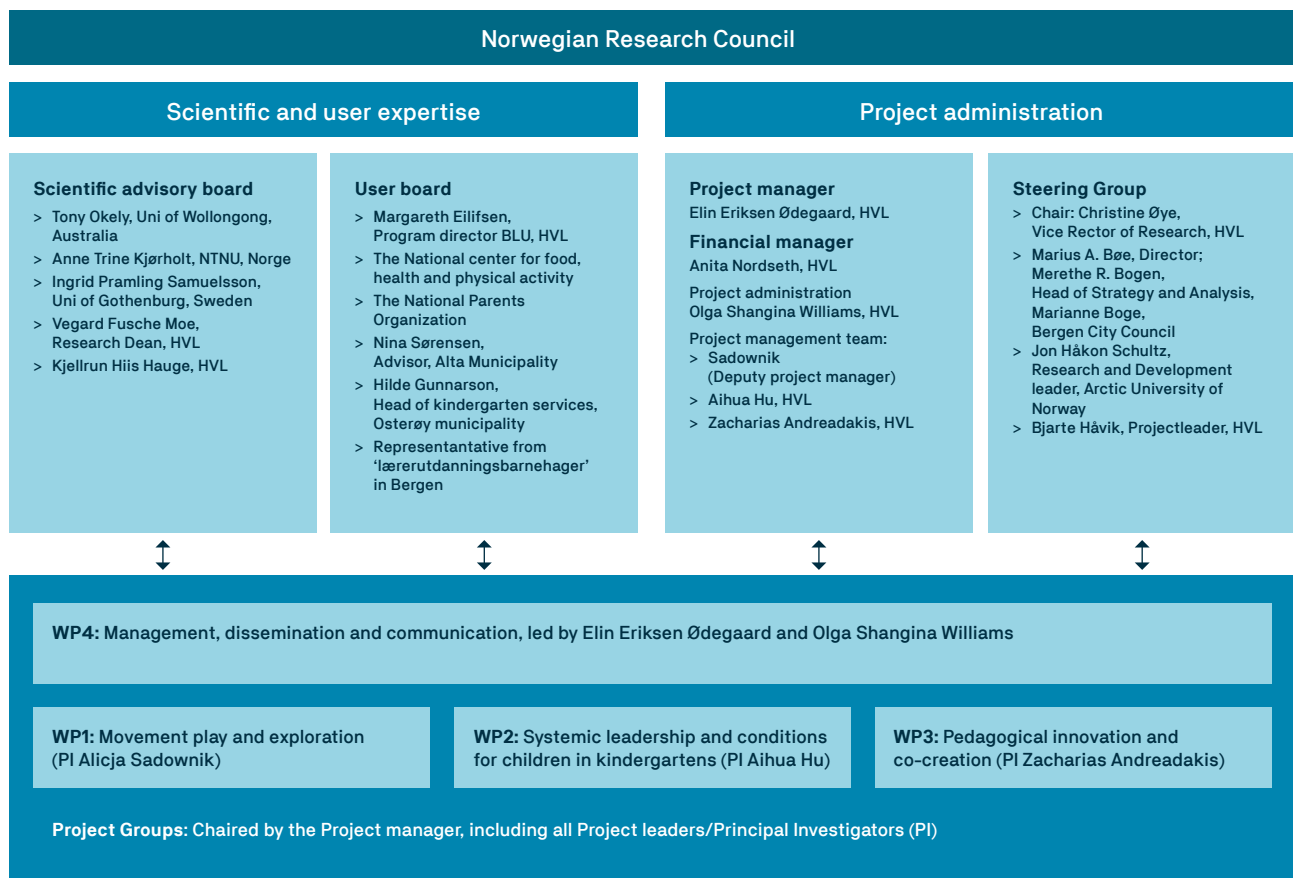 Norwegian Research Council
Scientific and user expertise
Project administration
Scientific advisory board
> Tony Okely, Uni of Wollongong,
Australia
> Anne Trine Kjørholt, NTNU, Norge
> Ingrid Pramling Samuelsson,
Uni of Gothenburg, Sweden
> Vegard Fusche Moe,
Research Dean, HVL
> Kjellrun Hiis Hauge, HVL
User board
> Margareth Eilifsen,
Program director BLU, HVL
> The National center for food,
health and physical activity
> The National Parents
Organization
> Nina Sørensen,
Advisor, Alta Municipality
> Hilde Gunnarson,
Head of kindergarten services,
Osterøy municipality
> Representantative from
‘lærerutdanningsbarnehager’
in Bergen
Project manager
Elin Eriksen Ødegaard, HVL
Financial manager
Anita Nordseth, HVL
Project administration
Olga Shangina Williams, HVL
Project management team:
> Sadownik
(Deputy project manager)
> Aihua Hu, HVL
> Zacharias Andreadakis, HVL
Steering Group
> Chair: Christine Øye,
Vice Rector of Research, HVL
> Marius A. Bøe, Director;
Merethe R. Bogen,
Head of Strategy and Analysis,
Marianne Boge,
Bergen City Council
> Jon Håkon Schultz,
Research and Development
leader, Arctic University of
Norway
> Bjarte Håvik, Projectleader, HVL
WP4: Management, dissemination and communication, led by Elin Eriksen Ødegaard and Olga Shangina Williams
WP1: Movement play and exploration
(PI Alicja Sadownik)
WP2: Systemic leadership and conditions
for children in kindergartens (PI Aihua Hu)
WP3: Pedagogical innovation and
co-creation (PI Zacharias Andreadakis)
Project Groups: Chaired by the Project manager, including all Project leaders/Principal Investigators (PI)